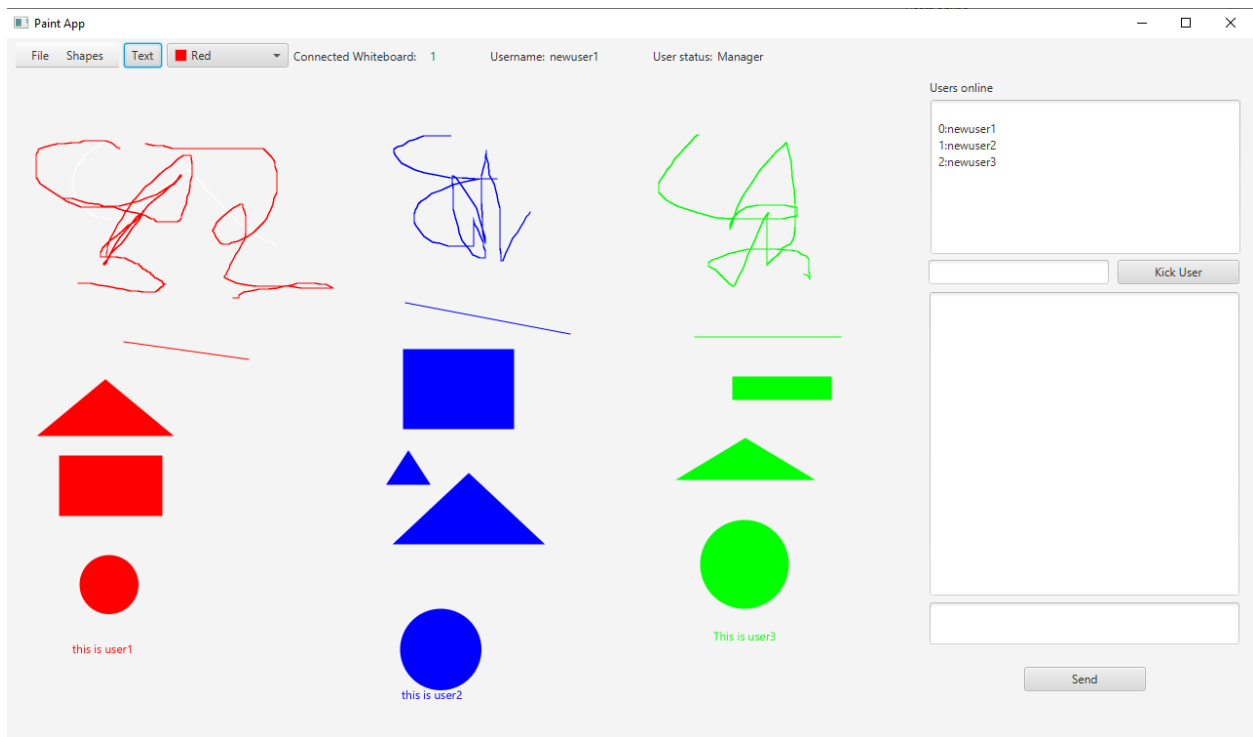 Paint App
File Shapes Text Red Connected Whiteboard: 1 Username: newuser1 User status: Manager
Users online
0:newuser1
1:newuser2
2:newuser3
Kick User
this is user1
this is user2
This is user3
Send